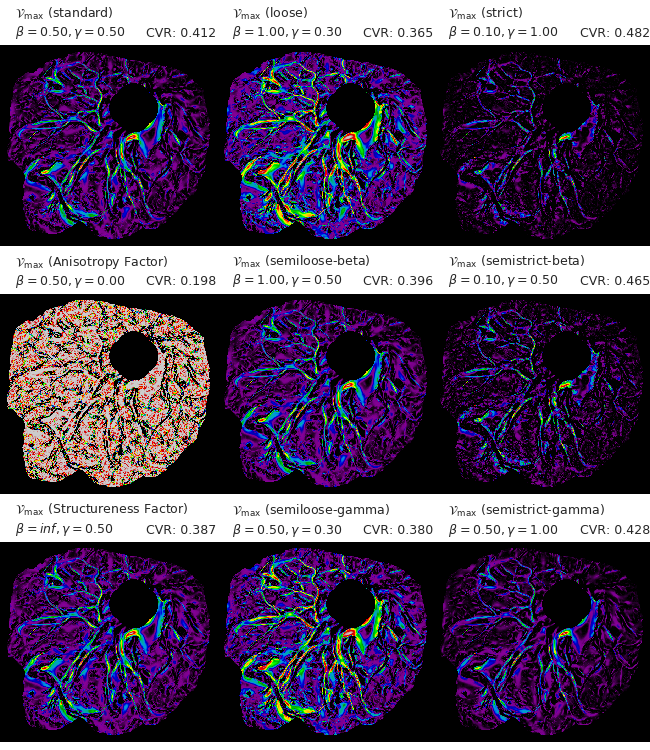 𝒱max (standard)
β = 0.50, γ = 0.50 CVR: 0.412
𝒱max (loose)
β = 1.00, γ = 0.30 CVR: 0.365
𝒱max (strict)
β = 0.10, γ = 1.00 CVR: 0.482
𝒱max (Anisotropy Factor)
β = 0.50, γ = 0.00 CVR: 0.198
𝒱max (semiloose-beta)
β = 1.00, γ = 0.50 CVR: 0.396
𝒱max (semistrict-beta)
β = 0.10, γ = 0.50 CVR: 0.465
𝒱max (Structureness Factor)
β = inf, γ = 0.50 CVR: 0.387
𝒱max (semiloose-gamma)
β = 0.50, γ = 0.30 CVR: 0.380
𝒱max (semistrict-gamma)
β = 0.50, γ = 1.00 CVR: 0.428